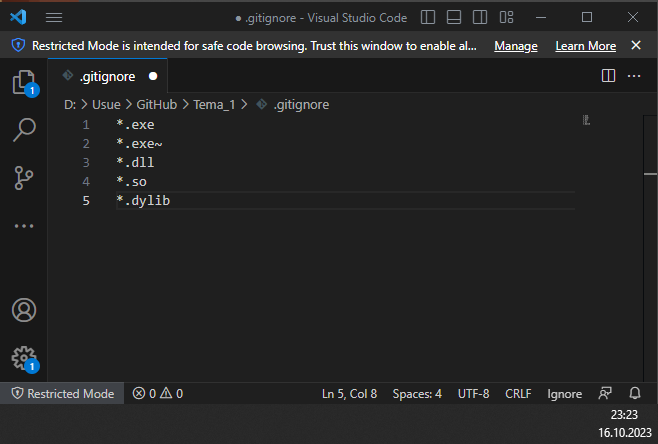 ● .gitignore - Visual Studio Code
Restricted Mode is intended for safe code browsing. Trust this window to enable al... Manage Learn More
1
.gitignore ●
D: > Usue > GitHub > Tema_1 > .gitignore
1 *.exe
2 *.exe~
3 *.dll
4 *.so
5 *.dylib
1
Restricted Mode 0 0 Ln 5, Col 8 Spaces: 4 UTF-8 CRLF Ignore
23:23
16.10.2023